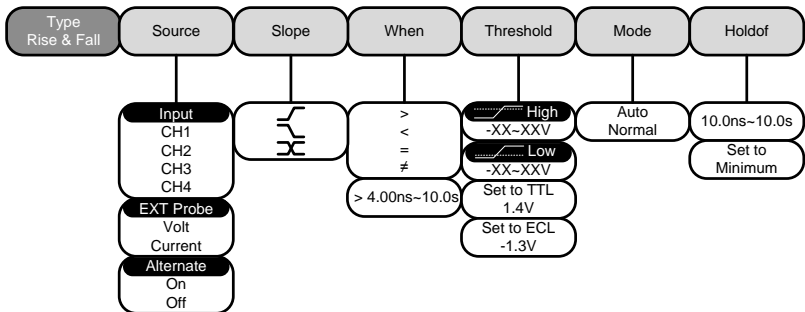 Type
Rise & Fall
Source
Slope
When
Threshold
Mode
Holdof
Input
CH1
CH2
CH3
CH4
EXT Probe
Volt
Current
Alternate
On
Off
>
<
=
≠
> 4.00ns~10.0s
High
-XX~XXV
Low
-XX~XXV
Set to TTL
1.4V
Set to ECL
-1.3V
Auto
Normal
10.0ns~10.0s
Set to
Minimum